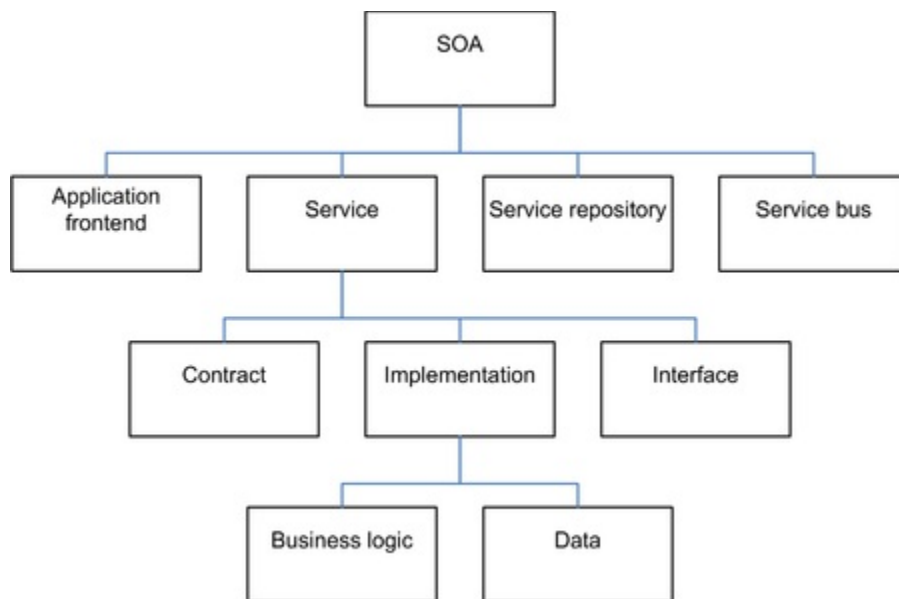 SOA
Application
frontend
Service
Service repository
Service bus
Contract
Implementation
Interface
Business logic
Data